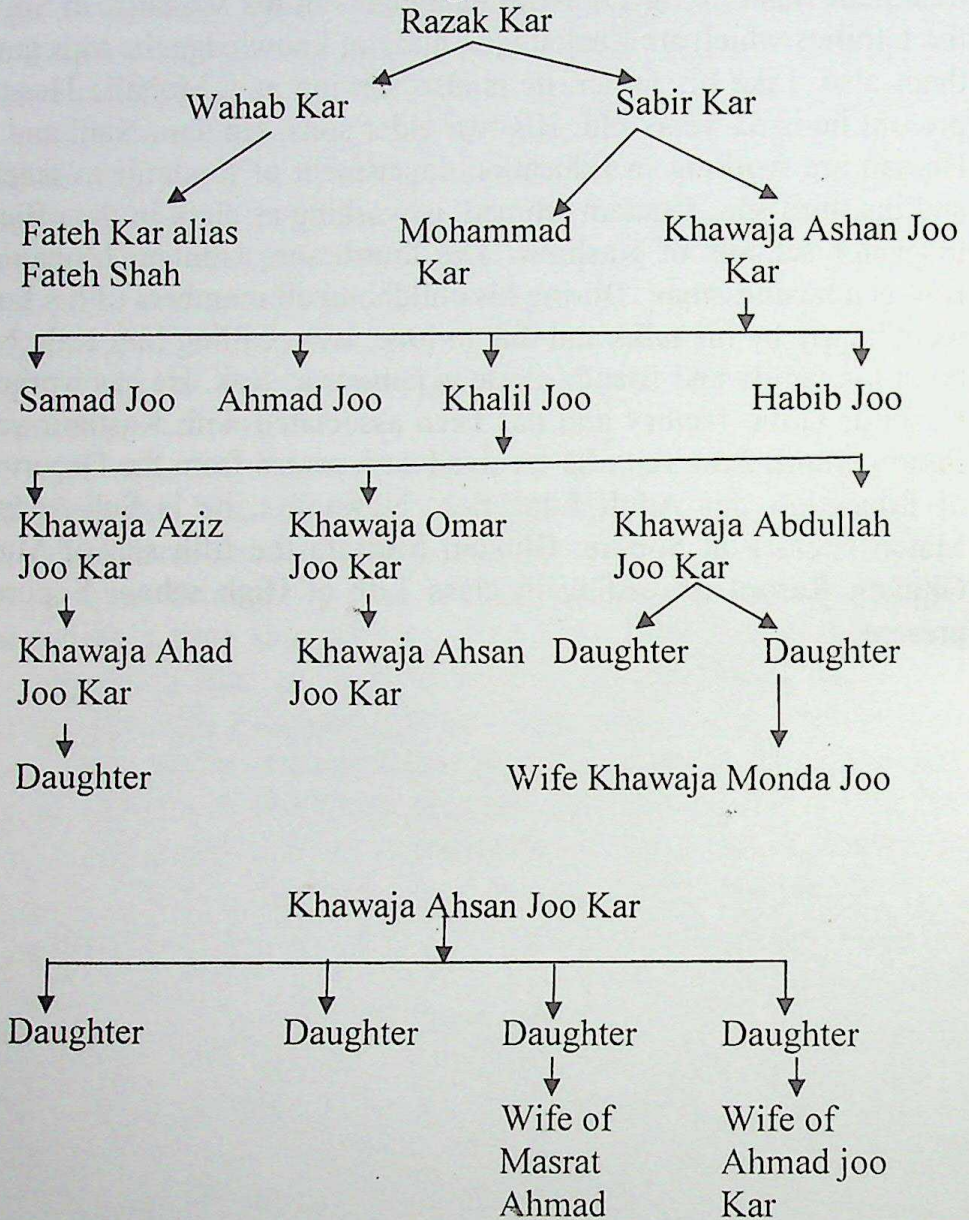 Razak Kar
Wahab Kar Sabir Kar
Fateh Kar alias Mohammad Khawaja Ashan Joo
Fateh Shah Kar Kar
Samad Joo Ahmad Joo Khalil Joo Habib Joo
Khawaja Aziz Khawaja Omar Khawaja Abdullah
Joo Kar Joo Kar Joo Kar
Khawaja Ahad Khawaja Ahsan Daughter Daughter
Joo Kar Joo Kar
Daughter Wife Khawaja Monda Joo
Khawaja Ahsan Joo Kar
Daughter Daughter Daughter Daughter
Wife of Wife of
Masrat Ahmad joo
Ahmad Kar